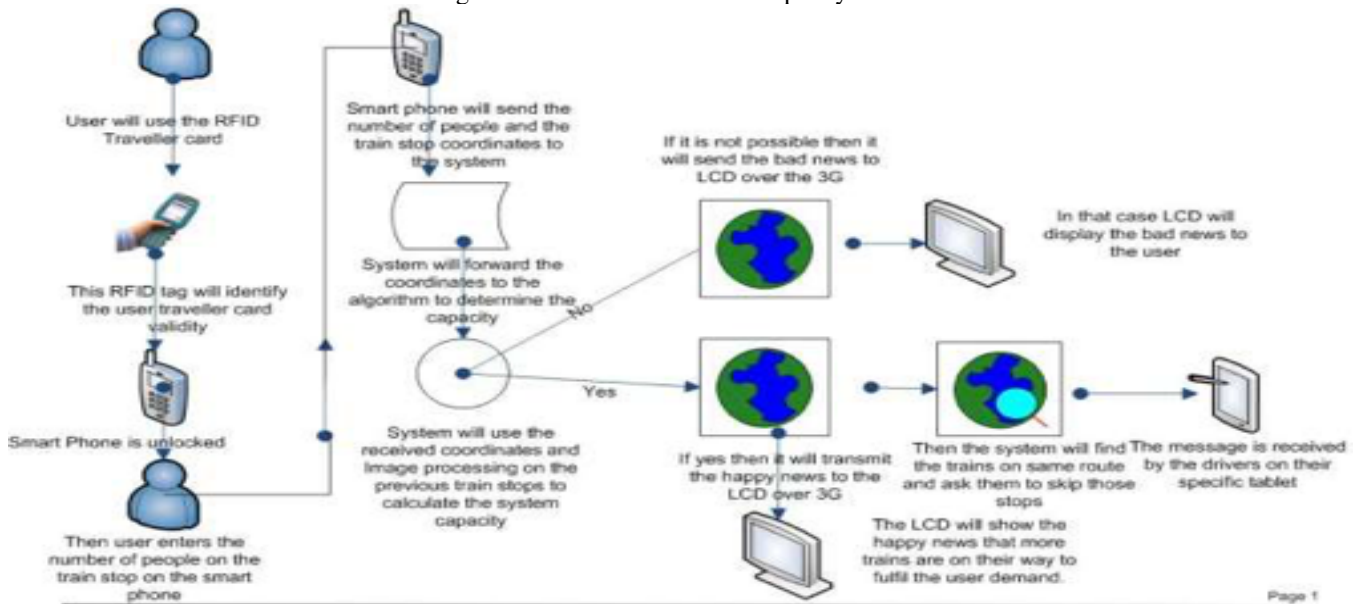 User will use the RFID
Traveller card
This RFID tag will identify
the user traveller card
validity
Smart Phone is unlocked
Then user enters the
number of people on the
train stop on the smart
phone
Smart phone will send the
number of people and the
train stop coordinates to
the system
System will forward the
coordinates to the
algorithm to determine the
capacity
System will use the
received coordinates and
Image processing on the
previous train stops to
calculate the system
capacity
No
Yes
If it is not possible then it
will send the bad news to
LCD over the 3G
In that case LCD will
display the bad news to
the user
If yes then it will transmit
the happy news to the
LCD over 3G
The LCD will show the
happy news that more
trains are on their way to
fulfil the user demand.
Then the system will find
the trains on same route
and ask them to skip those
stops
The message is received
by the drivers on their
specific tablet
Page 1